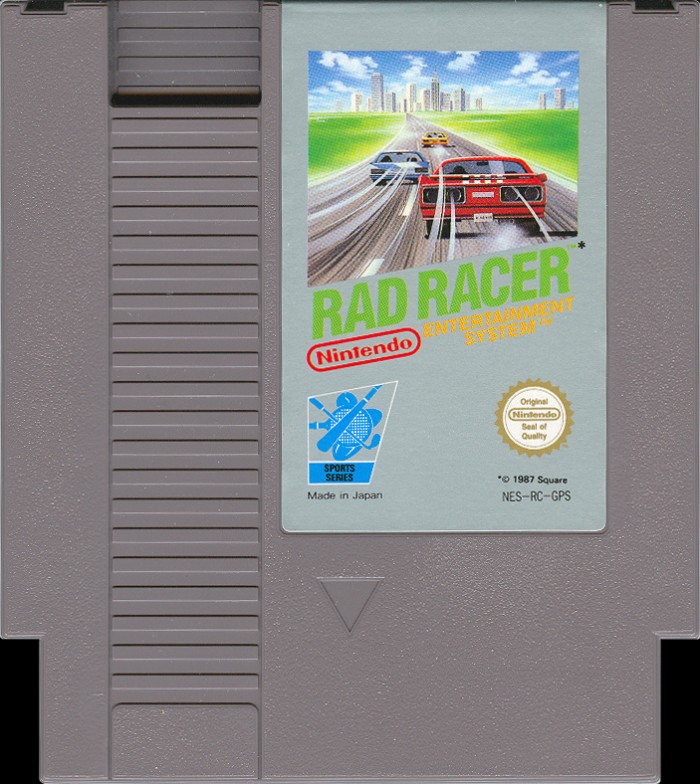 RAD RACER™*
Nintendo®
ENTERTAINMENT
SYSTEM™
SPORTS
SERIES
Made in Japan
Original
Nintendo
Seal of
Quality
*© 1987 Square
NES-RC-GPS